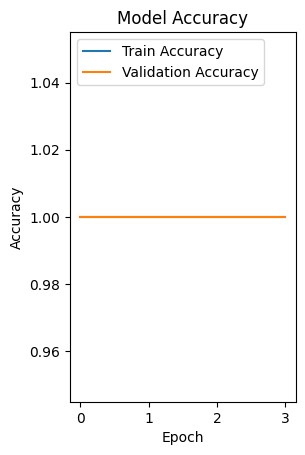 Model Accuracy
Train Accuracy
Validation Accuracy
1.04
1.02
1.00
0.98
0.96
Accuracy
0
1
2
3
Epoch